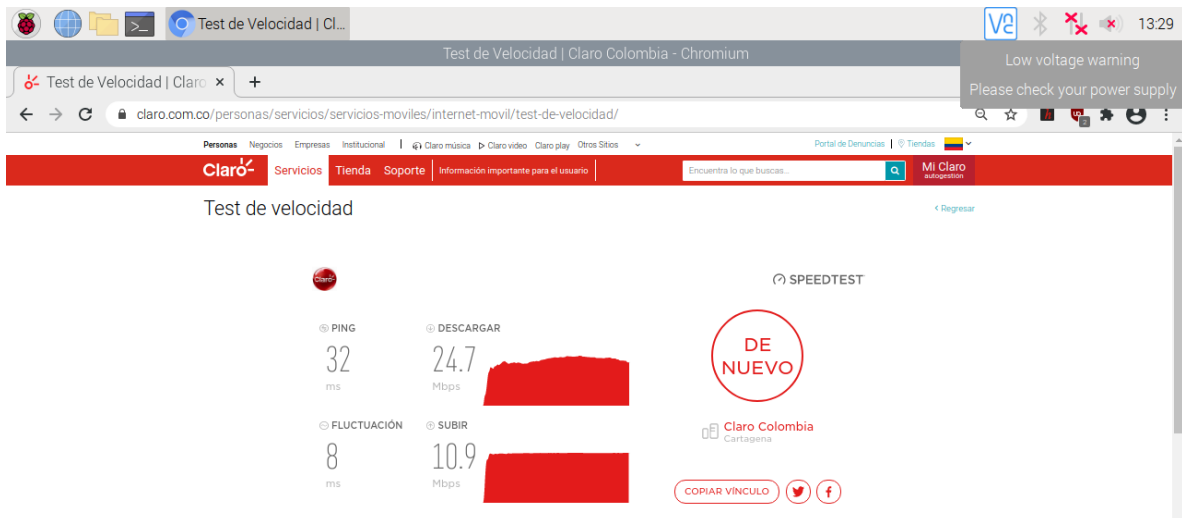 Test de Velocidad | Cl...
13:29
Test de Velocidad | Claro Colombia - Chromium
Low voltage warning
Please check your power supply
Test de Velocidad | Claro
claro.com.co/personas/servicios/servicios-moviles/internet-movil/test-de-velocidad/
2
Personas Negocios Empresas Institucional | Claro música Claro video Claro play Otros Sitios
Portal de Denuncias | Tiendas
Claro Servicios Tienda Soporte Información importante para el usuario
Encuentra lo que buscas...
Mi Claro
autogestión
Test de velocidad
< Regresar
Claro
SPEEDTEST
PING
32
ms
DESCARGAR
24.7
Mbps
DE
NUEVO
FLUCTUACIÓN
8
ms
SUBIR
10.9
Mbps
Claro Colombia
Cartagena
COPIAR VÍNCULO